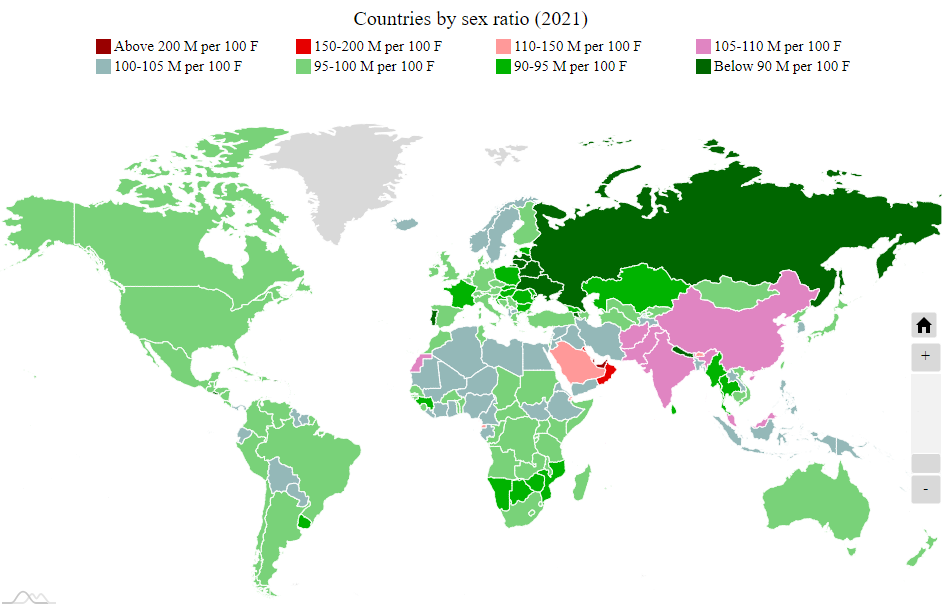 Countries by sex ratio (2021)
Above 200 M per 100 F 150-200 M per 100 F 110-150 M per 100 F 105-110 M per 100 F
100-105 M per 100 F 95-100 M per 100 F 90-95 M per 100 F Below 90 M per 100 F
+
-